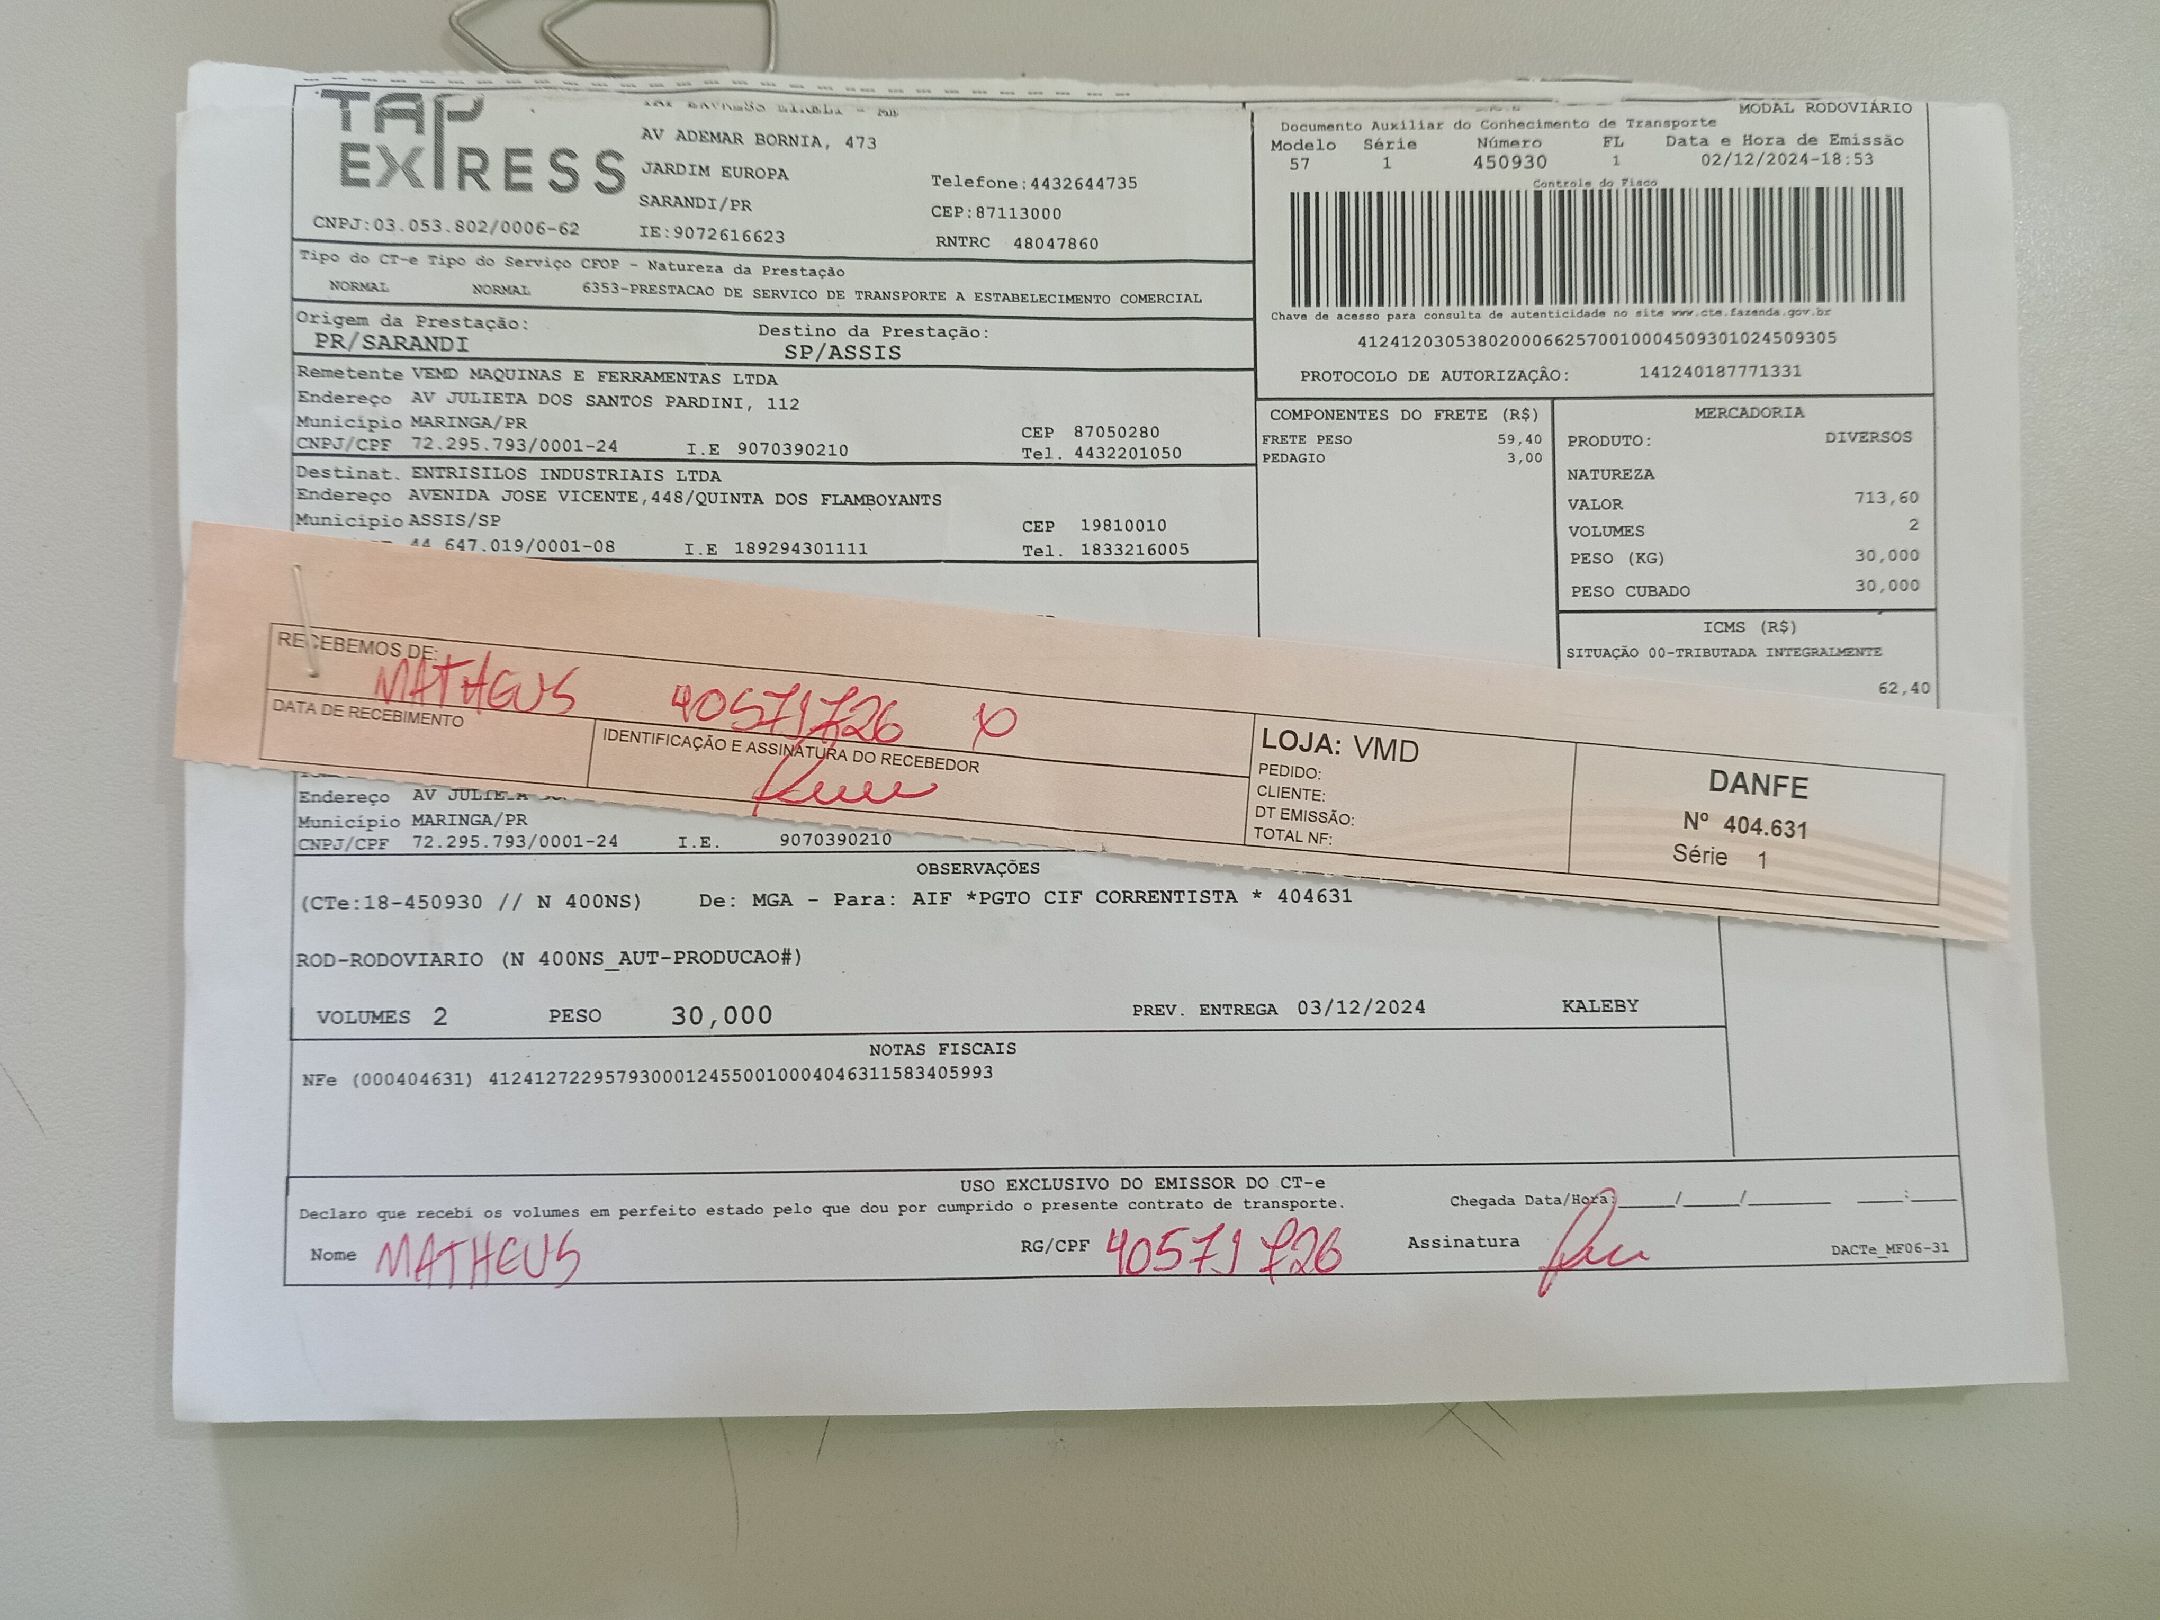 TAP EXPRESS
AV ADEMAR BORNIA, 473
JARDIM EUROPA
SARANDI/PR
IE:9072616623
Telefone:4432644735
CEP:87113000
RNTRC 48047860
CNPJ:03.053.802/0006-62
MODAL RODOVIÁRIO
Documento Auxiliar do Conhecimento de Transporte
Modelo Série Número FL Data e Hora de Emissão
57 1 450930 1 02/12/2024-18:53
Controle do Fisco
Chave de acesso para consulta de autenticidade no site www.cte.fazenda.gov.br
41241203053802000662570010004509301024509305
PROTOCOLO DE AUTORIZAÇÃO: 141240187771331
Tipo do CT-e Tipo do Serviço CFOP - Natureza da Prestação
NORMAL NORMAL 6353-PRESTACAO DE SERVICO DE TRANSPORTE A ESTABELECIMENTO COMERCIAL
Origem da Prestação: Destino da Prestação:
PR/SARANDI SP/ASSIS
Remetente VEMD MAQUINAS E FERRAMENTAS LTDA
Endereço AV JULIETA DOS SANTOS PARDINI, 112
Município MARINGA/PR CEP 87050280
CNPJ/CPF 72.295.793/0001-24 I.E 9070390210 Tel. 4432201050
Destinat. ENTRISILOS INDUSTRIAIS LTDA
Endereço AVENIDA JOSE VICENTE,448/QUINTA DOS FLAMBOYANTS
Município ASSIS/SP CEP 19810010
44 647.019/0001-08 I.E 189294301111 Tel. 1833216005
COMPONENTES DO FRETE (R$)
FRETE PESO 59,40
PEDAGIO 3,00
MERCADORIA
PRODUTO: DIVERSOS
NATUREZA
VALOR 713,60
VOLUMES 2
PESO (KG) 30,000
PESO CUBADO 30,000
ICMS (R$)
SITUAÇÃO 00-TRIBUTADA INTEGRALMENTE
62,40
RECEBEMOS DE:
MATHEUS 40571726
DATA DE RECEBIMENTO
IDENTIFICAÇÃO E ASSINATURA DO RECEBEDOR
LOJA: VMD
PEDIDO:
CLIENTE:
DT EMISSÃO:
TOTAL NF:
DANFE
Nº 404.631
Série 1
Endereço AV
Município MARINGA/PR
CNPJ/CPF 72.295.793/0001-24 I.E. 9070390210
OBSERVAÇÕES
(CTe:18-450930 // N 400NS) De: MGA - Para: AIF *PGTO CIF CORRENTISTA * 404631
ROD-RODOVIARIO (N 400NS_AUT-PRODUCAO#)
VOLUMES 2 PESO 30,000 PREV. ENTREGA 03/12/2024 KALEBY
NOTAS FISCAIS
NFe (000404631) 41241272295793000124550010004046311583405993
USO EXCLUSIVO DO EMISSOR DO CT-e
Declaro que recebi os volumes em perfeito estado pelo que dou por cumprido o presente contrato de transporte. Chegada Data/Hora: / / :
Nome MATHEUS RG/CPF 40571726 Assinatura DACTe_MF06-31